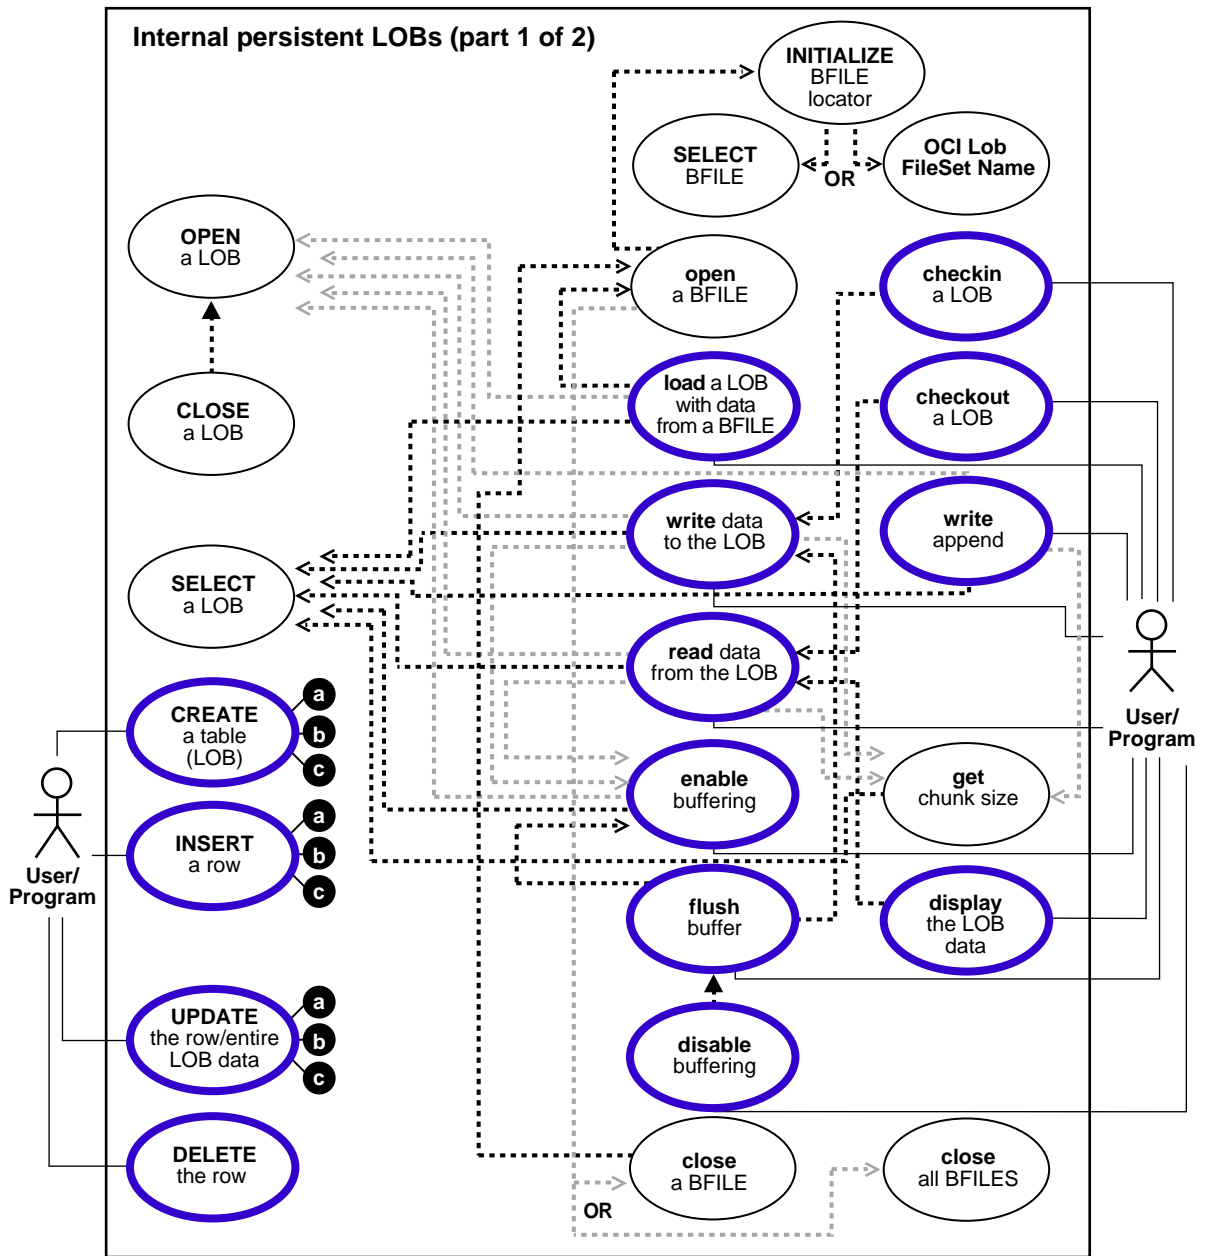 Internal persistent LOBs (part 1 of 2)
INITIALIZE
BFILE
locator
SELECT
BFILE
OR
OCI Lob
FileSet Name
OPEN
a LOB
open
a BFILE
checkin
a LOB
CLOSE
a LOB
load a LOB
with data
from a BFILE
checkout
a LOB
write data
to the LOB
write
append
SELECT
a LOB
read data
from the LOB
User/
Program
CREATE
a table
(LOB)
a
b
c
enable
buffering
get
chunk size
User/
Program
INSERT
a row
a
b
c
flush
buffer
display
the LOB
data
UPDATE
the row/entire
LOB data
a
b
c
disable
buffering
DELETE
the row
close
a BFILE
OR
close
all BFILES